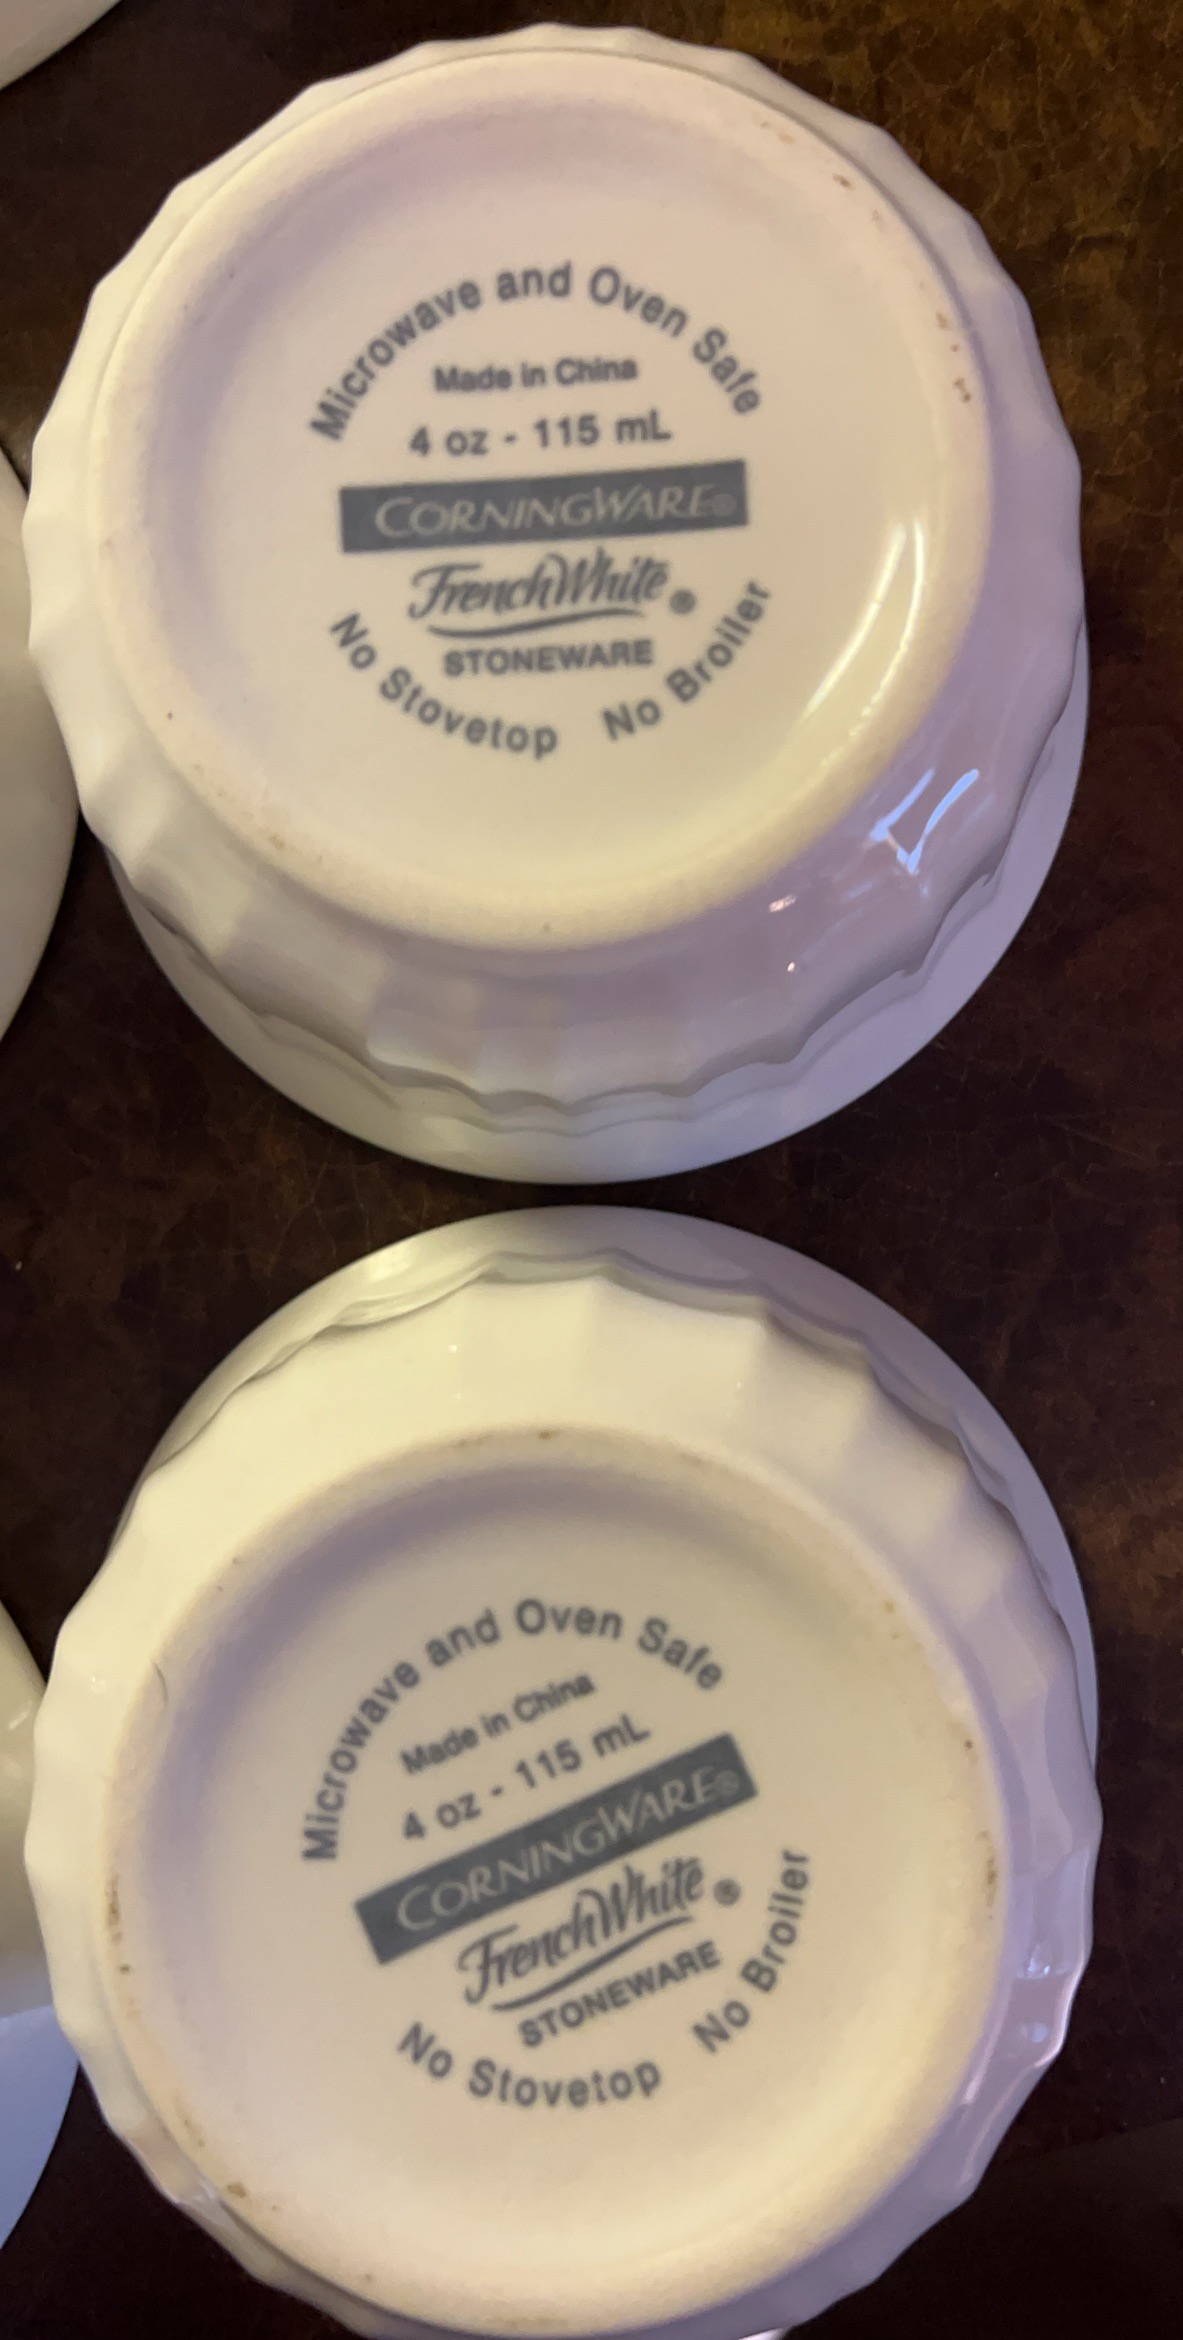 Microwave and Oven Safe
Made in China
4 oz - 115 mL
CORNINGWARE®
French White®
STONEWARE
No Stovetop No Broiler
Microwave and Oven Safe
Made in China
4 oz - 115 mL
CORNINGWARE®
French White®
STONEWARE
No Stovetop No Broiler